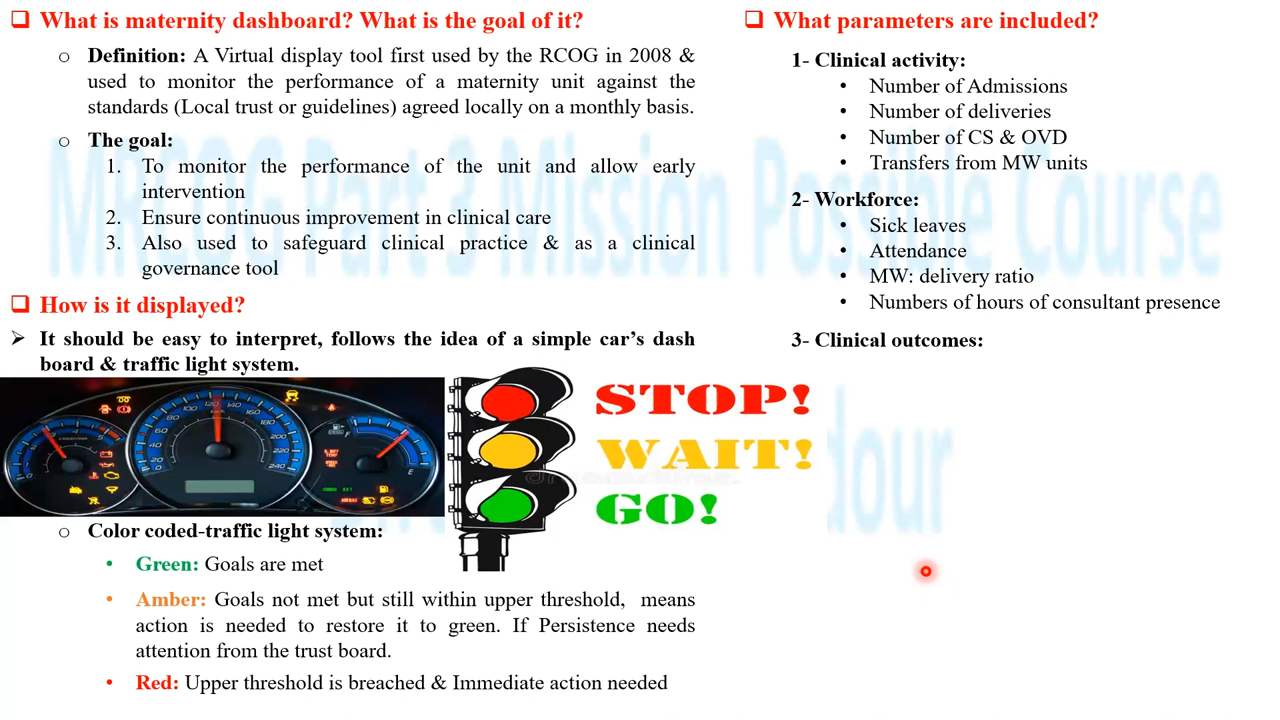 What is maternity dashboard? What is the goal of it?
o Definition: A Virtual display tool first used by the RCOG in 2008 &
used to monitor the performance of a maternity unit against the
standards (Local trust or guidelines) agreed locally on a monthly basis.
o The goal:
1. To monitor the performance of the unit and allow early
intervention
2. Ensure continuous improvement in clinical care
3. Also used to safeguard clinical practice & as a clinical
governance tool
How is it displayed?
It should be easy to interpret, follows the idea of a simple car's dash
board & traffic light system.
STOP!
WAIT!
GO!
o Color coded-traffic light system:
• Green: Goals are met
• Amber: Goals not met but still within upper threshold, means
action is needed to restore it to green. If Persistence needs
attention from the trust board.
• Red: Upper threshold is breached & Immediate action needed
What parameters are included?
1- Clinical activity:
• Number of Admissions
• Number of deliveries
• Number of CS & OVD
• Transfers from MW units
2- Workforce:
• Sick leaves
• Attendance
• MW: delivery ratio
• Numbers of hours of consultant presence
3- Clinical outcomes:
MRCOG Part 3 Mission Possible Course